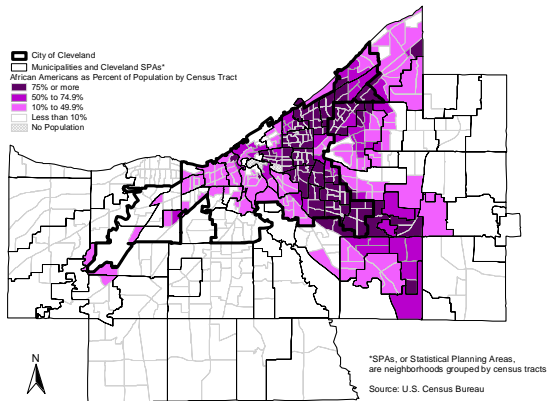 City of Cleveland
Municipalities and Cleveland SPAs*
African Americans as Percent of Population by Census Tract
75% or more
50% to 74.9%
10% to 49.9%
Less than 10%
No Population
N
*SPAs, or Statistical Planning Areas,
are neighborhoods grouped by census tracts
Source: U.S. Census Bureau